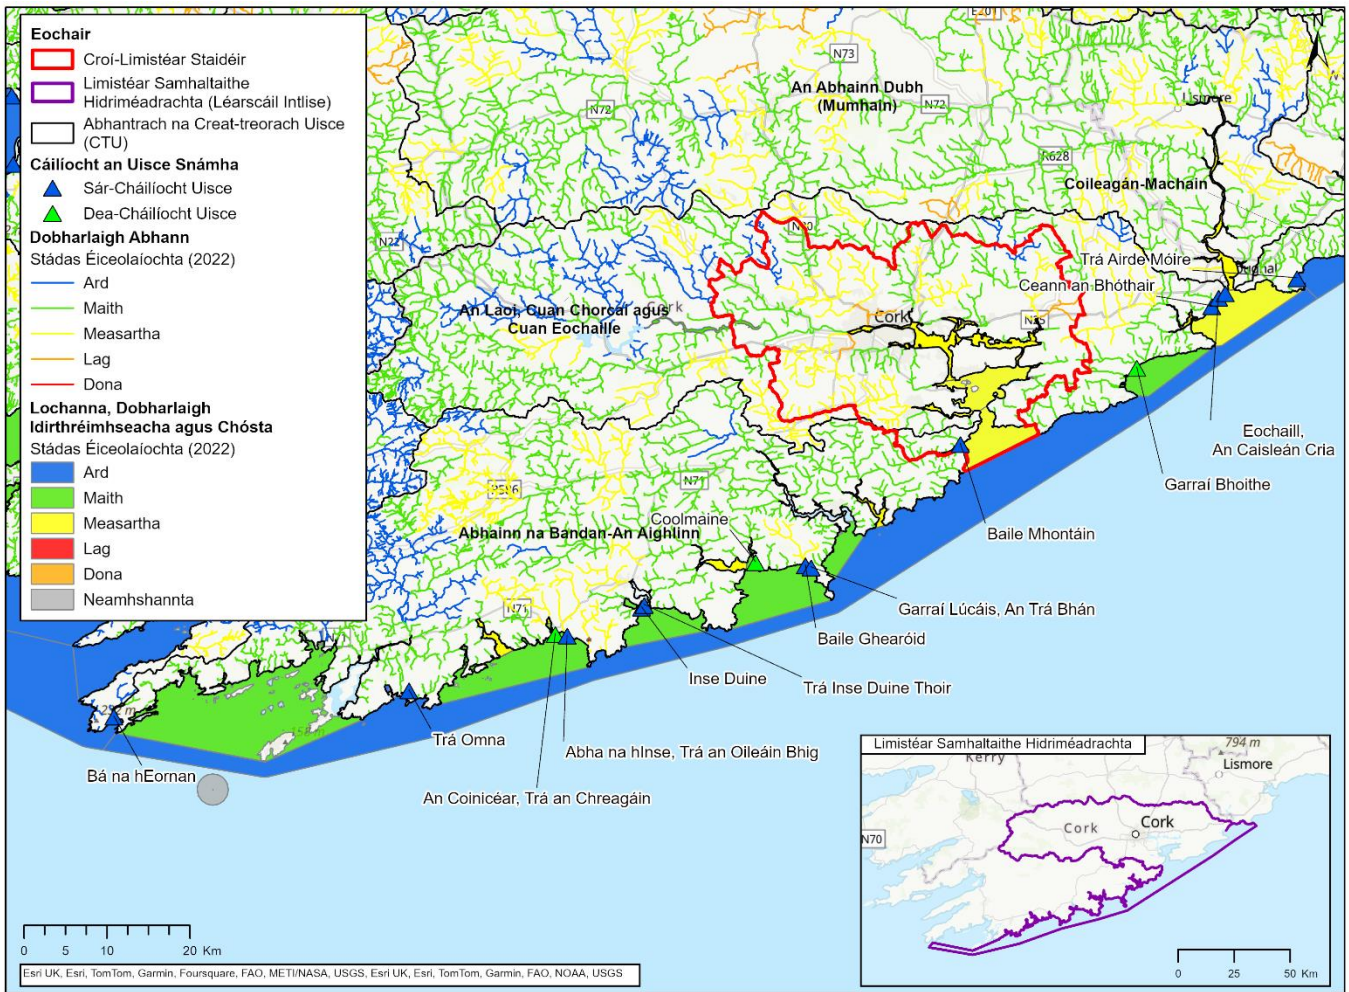 Eochair
Croí-Limistéar Staidéir
Limistéar Samhaltaithe
Hidriméadrachta (Léarscáil Intlise)
Abhantrach na Creat-treorach Uisce
(CTU)
Cáilíocht an Uisce Snámha
Sár-Cháilíocht Uisce
Dea-Cháilíocht Uisce
Dobharlaigh Abhann
Stádas Éiceolaíochta (2022)
Ard
Maith
Measartha
Lag
Dona
Lochanna, Dobharlaigh
Idirthréimhseacha agus Chósta
Stádas Éiceolaíochta (2022)
Ard
Maith
Measartha
Lag
Dona
Neamhshannta
N73
An Abhainn Dubh
(Mumhain)
N72
N72
Lismore
R628
Coileagán-Machain
N22
Trá Airde Móire
Ceann an Bhóthair
An Laoi, Cuan Chorcaí agus
Cuan Eochaille
Cork
Cork
N25
Eochaill,
An Caisleán Cria
Garraí Bhoithe
N71
R586
Coolmaine
Abhainn na Bandan-An Aighlinn
Baile Mhontáin
Garraí Lúcáis, An Trá Bhán
Baile Ghearóid
N71
Inse Duine
Trá Inse Duine Thoir
Trá Omna
Abha na hInse, Trá an Oileáin Bhig
Bá na hEornan
An Coinicéar, Trá an Chreagáin
158 m
Limistéar Samhaltaithe Hidriméadrachta
794 m
Kerry
Lismore
Cork
Cork
N70
0 5 10 20 Km
0 25 50 Km
Esri UK, Esri, TomTom, Garmin, Foursquare, FAO, METI/NASA, USGS, Esri UK, Esri, TomTom, Garmin, FAO, NOAA, USGS